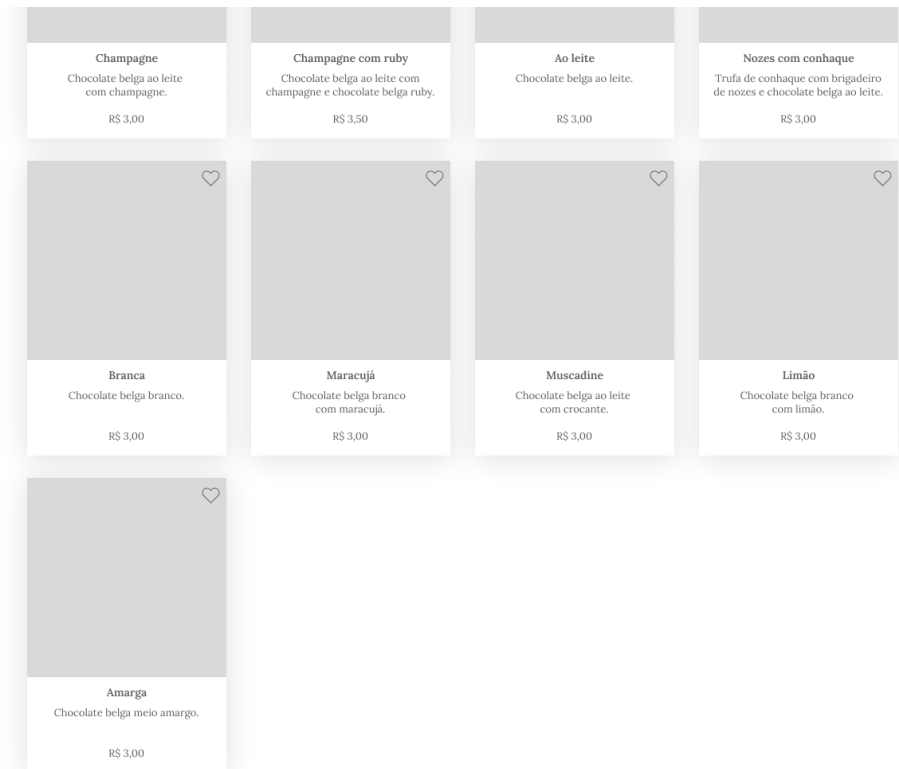 Champagne
Chocolate belga ao leite
com champagne.
R$ 3,00
Champagne com ruby
Chocolate belga ao leite com
champagne e chocolate belga ruby.
R$ 3,50
Ao leite
Chocolate belga ao leite.
R$ 3,00
Nozes com conhaque
Trufa de conhaque com brigadeiro
de nozes e chocolate belga ao leite.
R$ 3,00
Branca
Chocolate belga branco.
R$ 3,00
Maracujá
Chocolate belga branco
com maracujá.
R$ 3,00
Muscadine
Chocolate belga ao leite
com crocante.
R$ 3,00
Limão
Chocolate belga branco
com limão.
R$ 3,00
Amarga
Chocolate belga meio amargo.
R$ 3,00